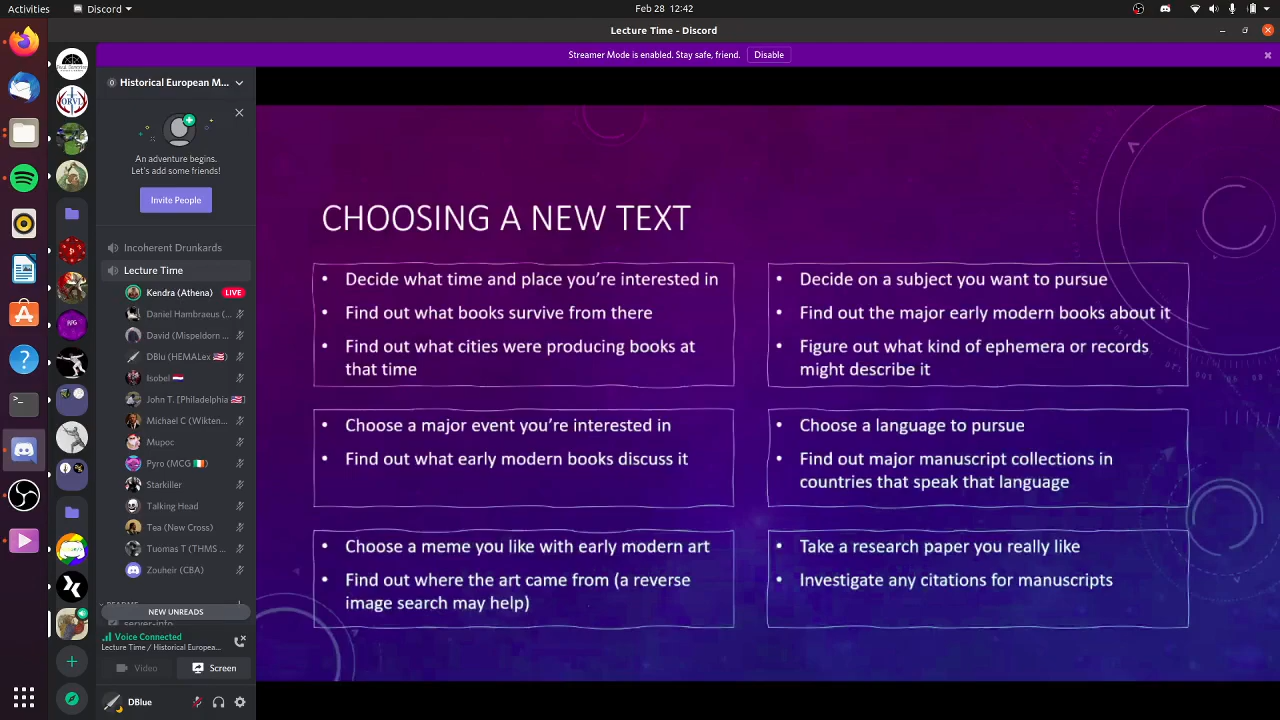 Activities
Discord
Feb 28 12:42
Lecture Time - Discord
Streamer Mode is enabled. Stay safe, friend.
Disable
Historical European M...
An adventure begins.
Let's add some friends!
Invite People
Incoherent Drunkards
Lecture Time
Kendra (Athena)
LIVE
Daniel Hambraeus (...
David (Mispeldorn ...
DBlu (HEMALex
Isobel
John T. [Philadelphia
Michael C (Wikten...
Mupoc
Pyro (MCG
Starkiller
Talking Head
Tea (New Cross)
Tuomas T (THMS ...
Zouheir (CBA)
NEW UNREADS
server-info
Voice Connected
Lecture Time / Historical Europea...
Video
Screen
DBlue
CHOOSING A NEW TEXT
• Decide what time and place you're interested in
• Find out what books survive from there
• Find out what cities were producing books at
that time
• Decide on a subject you want to pursue
• Find out the major early modern books about it
• Figure out what kind of ephemera or records
might describe it
• Choose a major event you're interested in
• Find out what early modern books discuss it
• Choose a language to pursue
• Find out major manuscript collections in
countries that speak that language
• Choose a meme you like with early modern art
• Find out where the art came from (a reverse
image search may help)
• Take a research paper you really like
• Investigate any citations for manuscripts